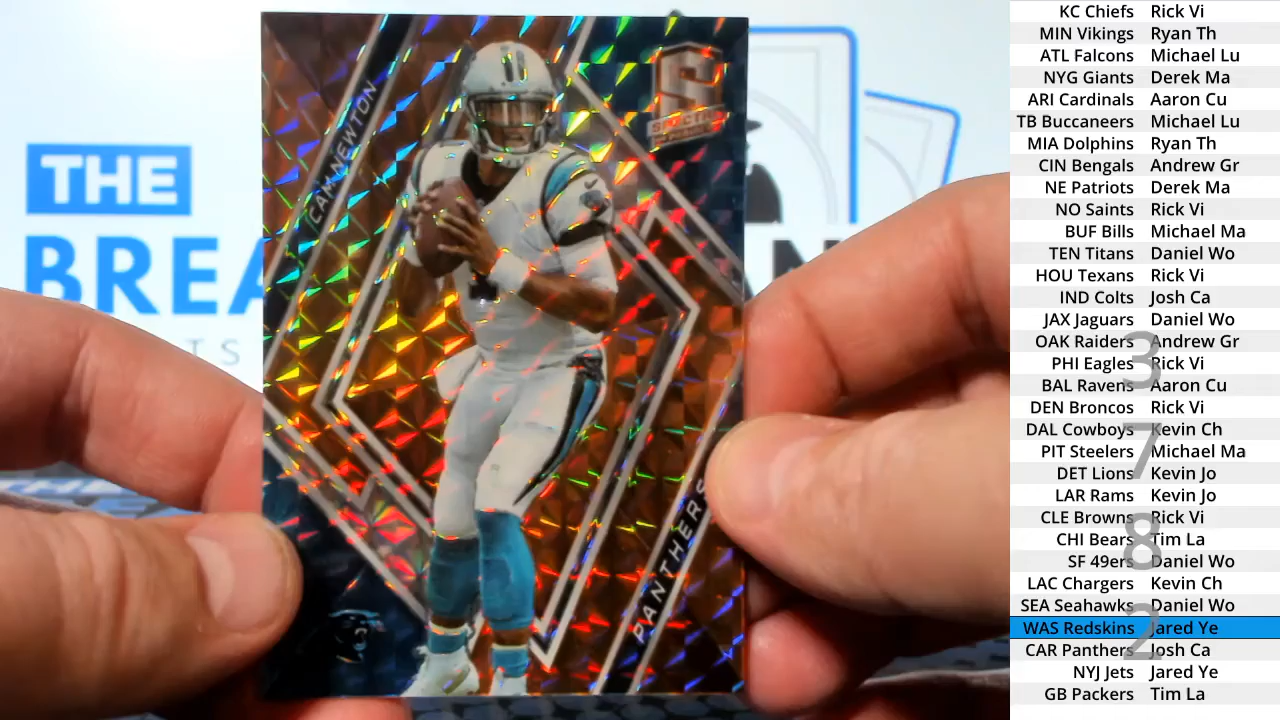 THE
BREA
TS
N
CAM NEWTON
S
SPECTRA
PANTHERS
KC Chiefs Rick Vi
MIN Vikings Ryan Th
ATL Falcons Michael Lu
NYG Giants Derek Ma
ARI Cardinals Aaron Cu
TB Buccaneers Michael Lu
MIA Dolphins Ryan Th
CIN Bengals Andrew Gr
NE Patriots Derek Ma
NO Saints Rick Vi
BUF Bills Michael Ma
TEN Titans Daniel Wo
HOU Texans Rick Vi
IND Colts Josh Ca
JAX Jaguars Daniel Wo
OAK Raiders Andrew Gr
PHI Eagles Rick Vi
BAL Ravens Aaron Cu
DEN Broncos Rick Vi
DAL Cowboys Kevin Ch
PIT Steelers Michael Ma
DET Lions Kevin Jo
LAR Rams Kevin Jo
CLE Browns Rick Vi
CHI Bears Tim La
SF 49ers Daniel Wo
LAC Chargers Kevin Ch
SEA Seahawks Daniel Wo
WAS Redskins Jared Ye
CAR Panthers Josh Ca
NYJ Jets Jared Ye
GB Packers Tim La
3
7
8
2